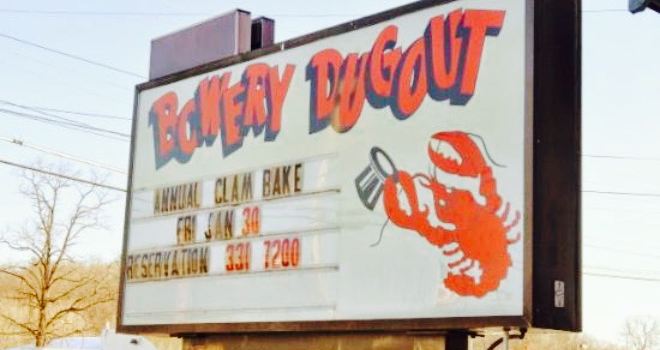 BOWERY DUGOUT
ANNUAL CLAM BAKE
FRI JAN 30
RESERVATION 331 7200